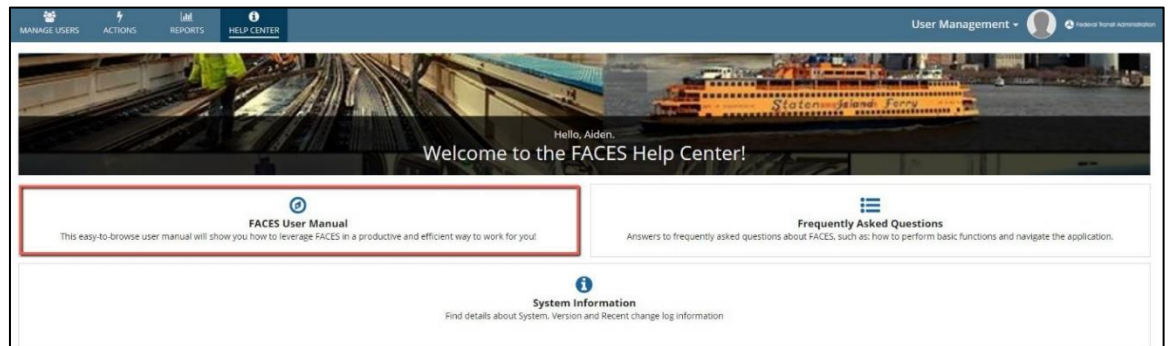 MANAGE USERS ACTIONS REPORTS HELP CENTER User Management Federal Transit Administration
Staten Island Ferry
Hello, Aiden.
Welcome to the FACES Help Center!
FACES User Manual
This easy-to-browse user manual will show you how to leverage FACES in a productive and efficient way to work for you!
Frequently Asked Questions
Answers to frequently asked questions about FACES, such as: how to perform basic functions and navigate the application.
System Information
Find details about System, Version and Recent change log information